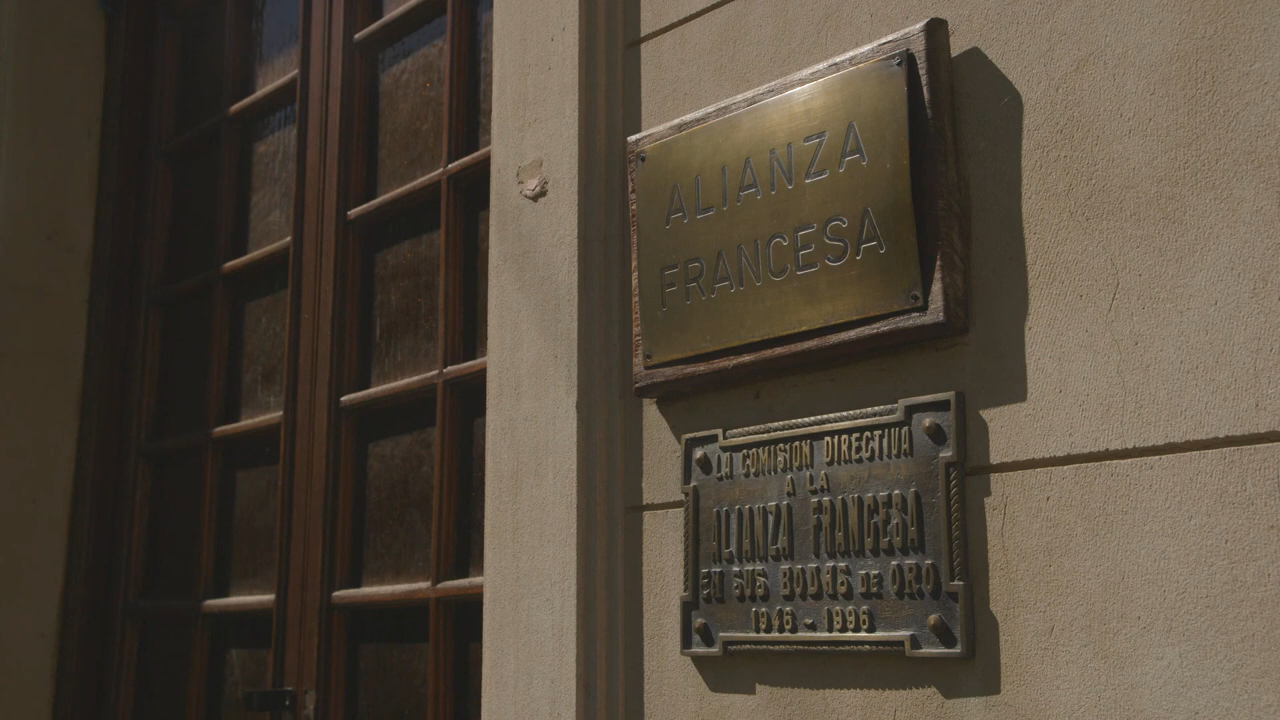 ALIANZA
FRANCESA
LA COMISION DIRECTIVA
A LA
ALIANZA FRANCESA
EN SUS BODAS DE ORO
1946 - 1996